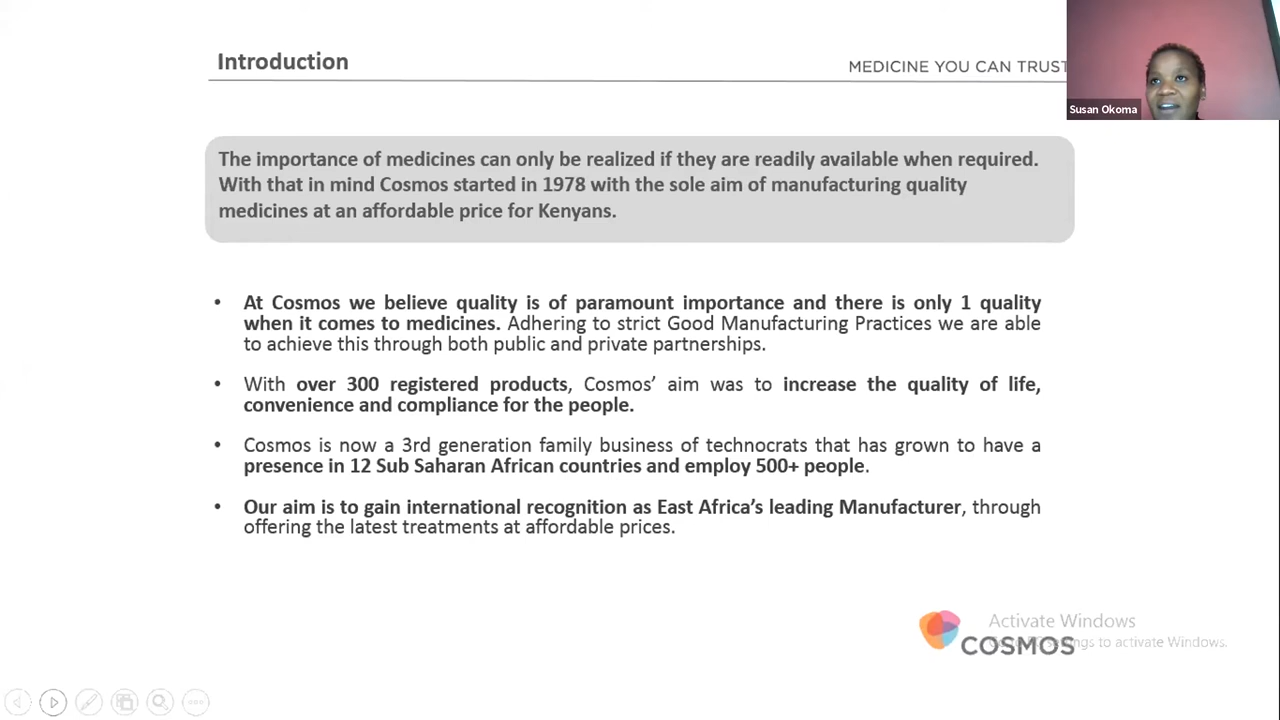 Introduction
MEDICINE YOU CAN TRUST
Susan Okoma
The importance of medicines can only be realized if they are readily available when required.
With that in mind Cosmos started in 1978 with the sole aim of manufacturing quality
medicines at an affordable price for Kenyans.
• At Cosmos we believe quality is of paramount importance and there is only 1 quality
when it comes to medicines. Adhering to strict Good Manufacturing Practices we are able
to achieve this through both public and private partnerships.
• With over 300 registered products, Cosmos’ aim was to increase the quality of life,
convenience and compliance for the people.
• Cosmos is now a 3rd generation family business of technocrats that has grown to have a
presence in 12 Sub Saharan African countries and employ 500+ people.
• Our aim is to gain international recognition as East Africa’s leading Manufacturer, through
offering the latest treatments at affordable prices.
Activate Windows
to activate Windows.
COSMOS